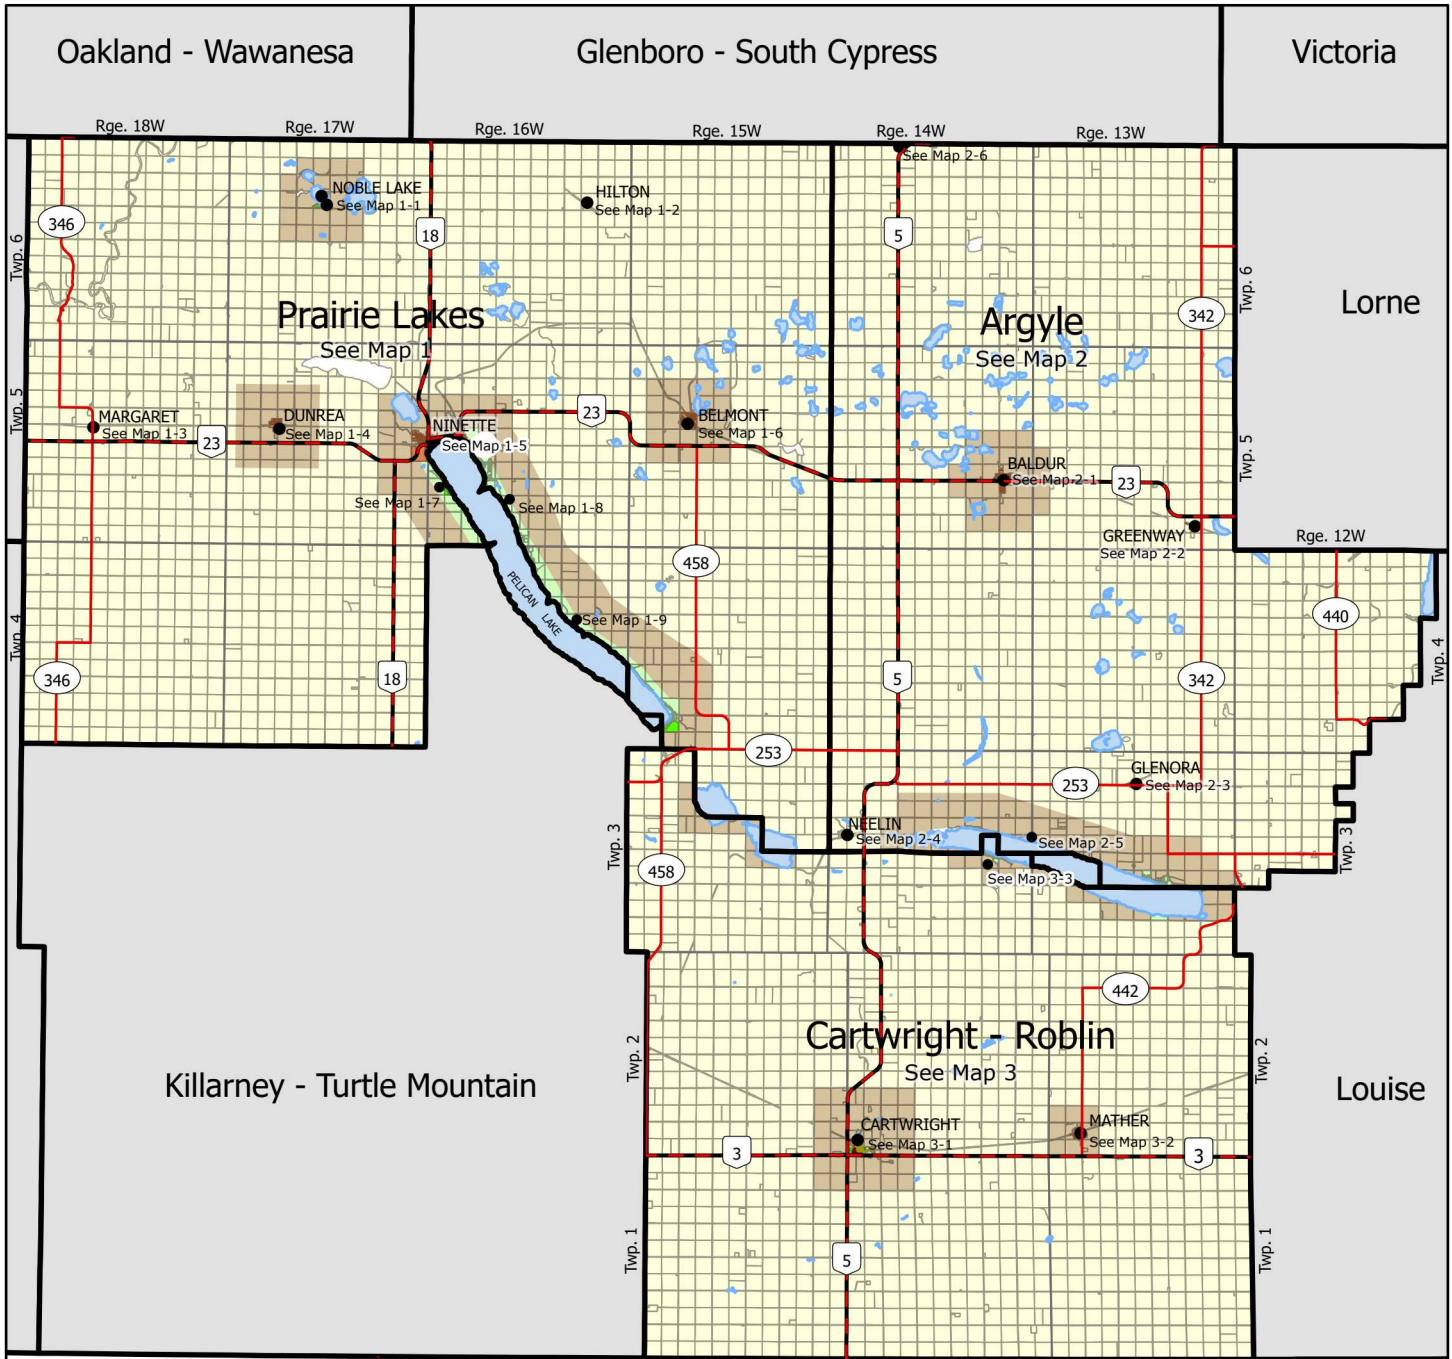 Oakland - Wawanesa
Glenboro - South Cypress
Victoria
Rge. 18W
Rge. 17W
Rge. 16W
Rge. 15W
Rge. 14W
Rge. 13W
See Map 2-6
NOBLE LAKE
See Map 1-1
HILTON
See Map 1-2
346
18
5
Twp. 6
Twp. 6
Prairie Lakes
See Map 1
Argyle
See Map 2
342
Lorne
Twp. 5
MARGARET
See Map 1-3
23
DUNREA
See Map 1-4
NINETTE
See Map 1-5
23
BELMONT
See Map 1-6
BALDUR
See Map 2-1
23
Twp. 5
See Map 1-7
See Map 1-8
GREENWAY
See Map 2-2
Rge. 12W
458
PELICAN LAKE
See Map 1-9
440
Twp. 4
Twp. 4
346
18
5
342
253
253
GLENORA
See Map 2-3
Twp. 3
NEELIN
See Map 2-4
See Map 2-5
Twp. 3
458
See Map 3-3
442
Cartwright - Roblin
See Map 3
Twp. 2
Twp. 2
Killarney - Turtle Mountain
Louise
CARTWRIGHT
See Map 3-1
MATHER
See Map 3-2
3
3
Twp. 1
Twp. 1
5